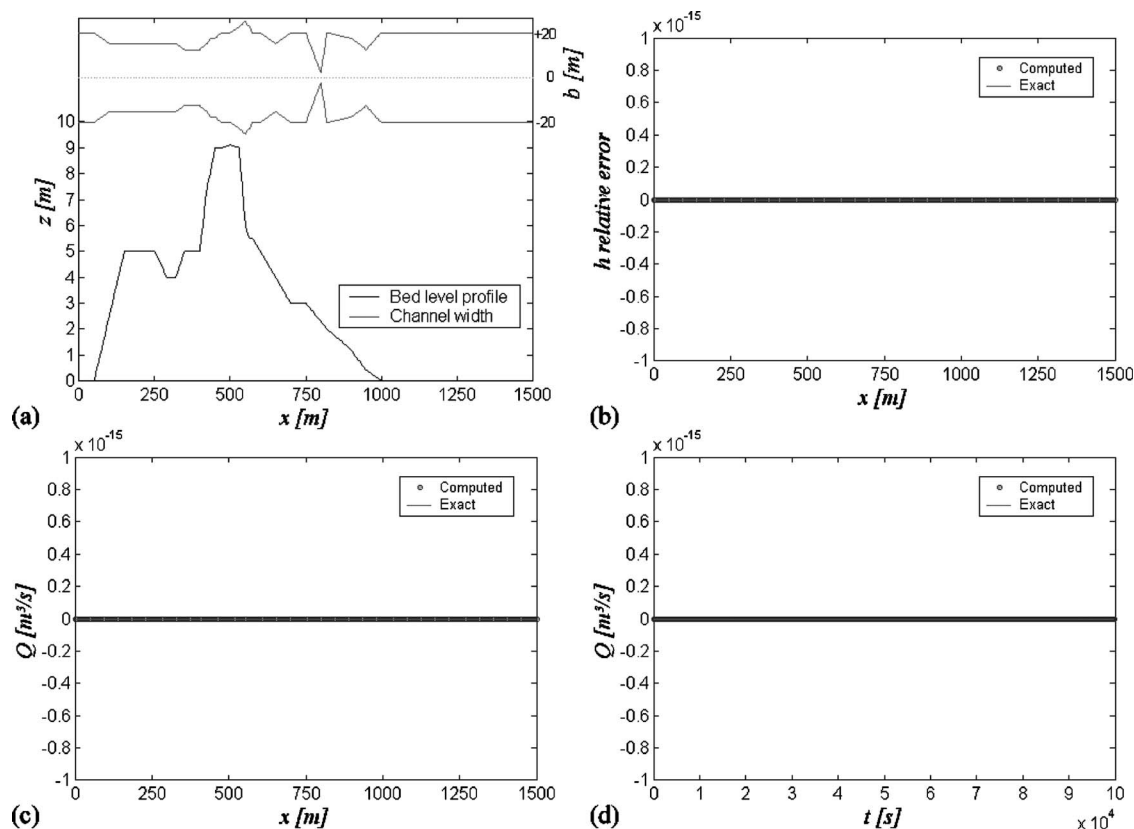 +20
0
-20
b [m]
10
9
8
7
6
5
4
3
2
1
0
z [m]
Bed level profile
Channel width
0 250 500 750 1000 1250 1500
(a) x [m]
x 10-15
1
0.8
0.6
0.4
0.2
0
-0.2
-0.4
-0.6
-0.8
-1
h relative error
Computed
Exact
0 250 500 750 1000 1250 1500
(b) x [m]
x 10-15
1
0.8
0.6
0.4
0.2
0
-0.2
-0.4
-0.6
-0.8
-1
Q [m³/s]
Computed
Exact
0 250 500 750 1000 1250 1500
(c) x [m]
x 10-15
1
0.8
0.6
0.4
0.2
0
-0.2
-0.4
-0.6
-0.8
-1
Q [m³/s]
Computed
Exact
0 1 2 3 4 5 6 7 8 9 10
(d) t [s] x 10⁴